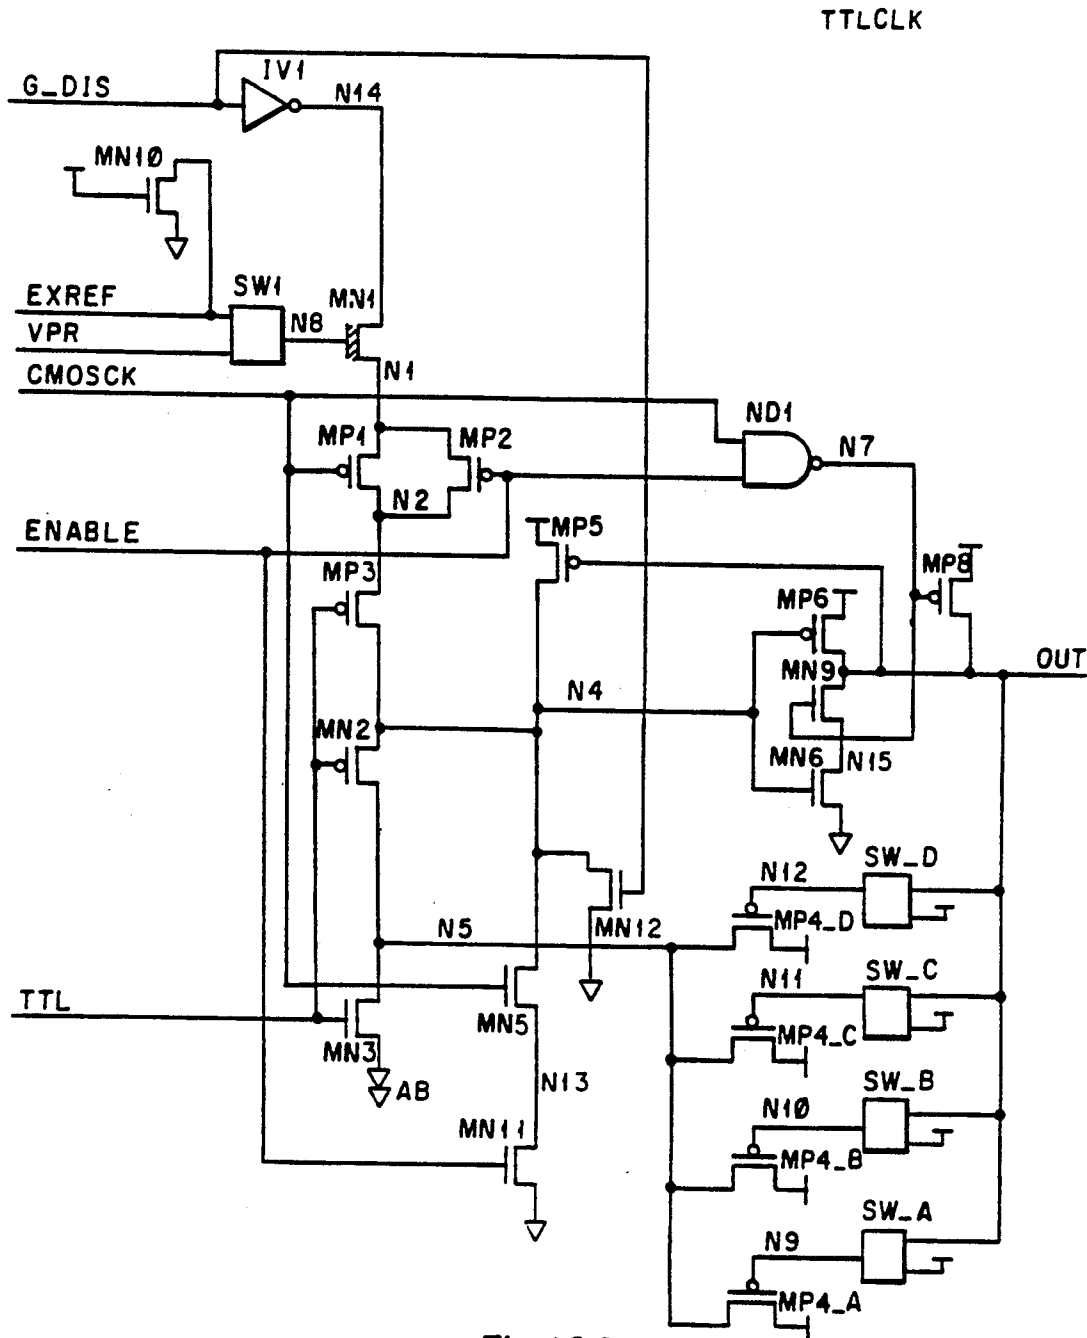 TTLCLK
IV1
G_DIS
N14
MN10
SW1
EXREF
MN1
N8
VPR
N1
CMOSCK
ND1
MP1
MP2
N7
N2
ENABLE
MP5
MP8
MP3
MP6
OUT
MN9
N4
MN2
MN6
N15
SW_D
N12
MP4_D
N5
MN12
SW_C
N11
TTL
MN5
MP4_C
MN3
N13
SW_B
AB
N10
MN11
MP4_B
SW_A
N9
MP4_A